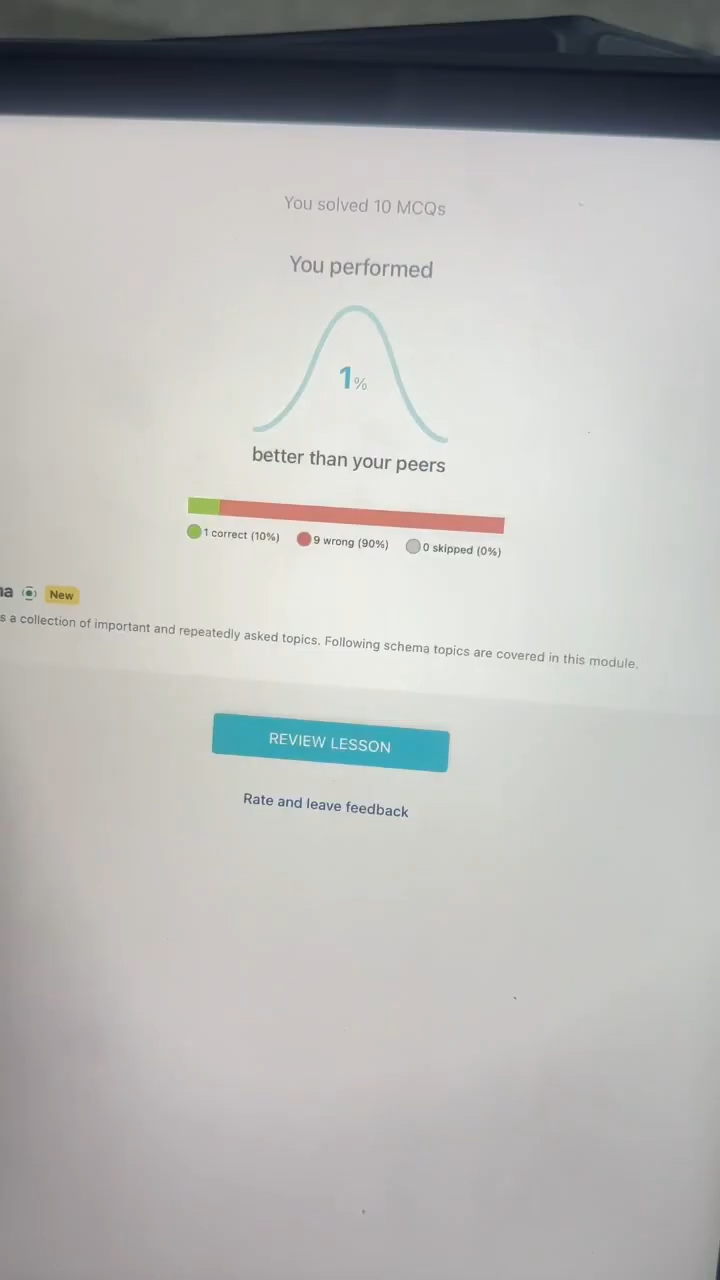 You solved 10 MCQs
You performed
1%
better than your peers
1 correct (10%) 9 wrong (90%) 0 skipped (0%)
New
a collection of important and repeatedly asked topics. Following schema topics are covered in this module.
REVIEW LESSON
Rate and leave feedback